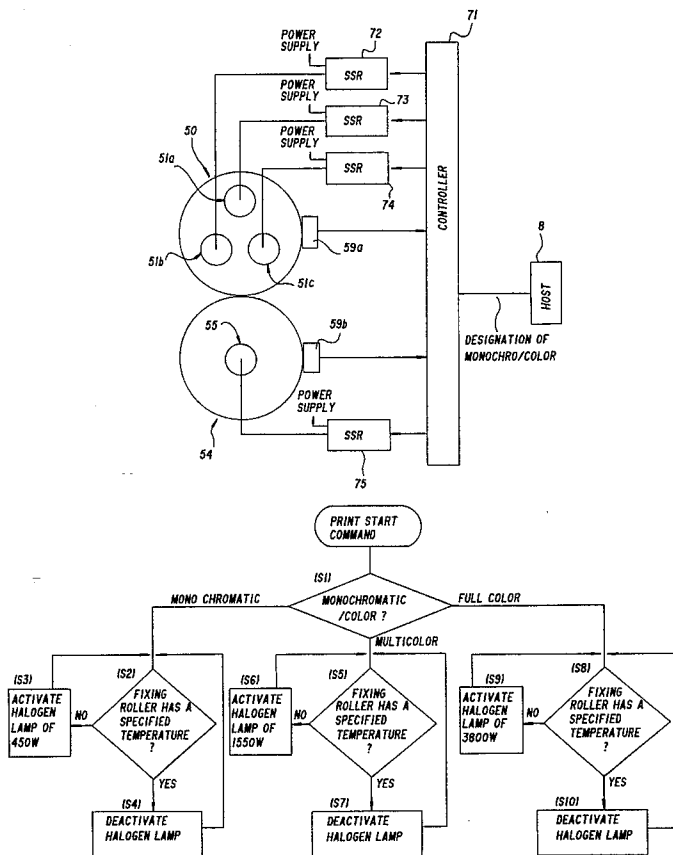 71
72
POWER
SUPPLY
SSR
POWER
SUPPLY
73
SSR
50
POWER
SUPPLY
51a
SSR
74
CONTROLLER
8
HOST
59a
51b
51c
DESIGNATION OF
MONOCHRO/COLOR
55
59b
POWER
SUPPLY
SSR
54
75
PRINT START
COMMAND
(S1)
MONOCHROMATIC
/COLOR ?
MONO CHROMATIC
FULL COLOR
MULTICOLOR
(S3)
ACTIVATE
HALOGEN
LAMP OF
450W
NO
(S2)
FIXING
ROLLER HAS A
SPECIFIED
TEMPERATURE
?
YES
(S4)
DEACTIVATE
HALOGEN LAMP
(S6)
ACTIVATE
HALOGEN
LAMP OF
1550W
NO
(S5)
FIXING
ROLLER HAS A
SPECIFIED
TEMPERATURE
?
YES
(S7)
DEACTIVATE
HALOGEN LAMP
(S9)
ACTIVATE
HALOGEN
LAMP OF
3800W
NO
(S8)
FIXING
ROLLER HAS A
SPECIFIED
TEMPERATURE
?
YES
(S10)
DEACTIVATE
HALOGEN LAMP